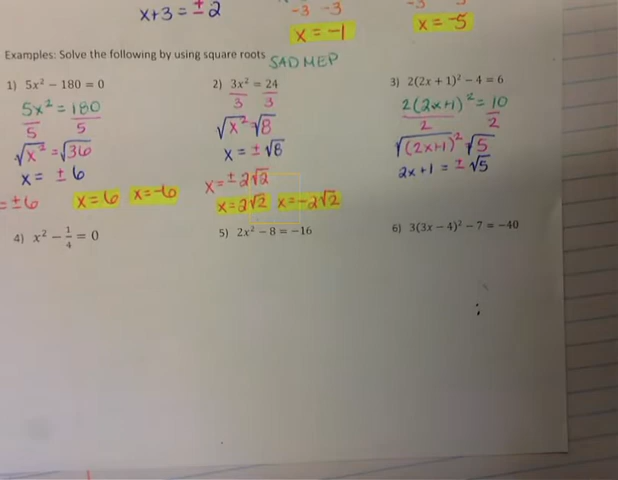 x+3 = ± 2
-3 -3
x = -1
-3 -3
x = -5
Examples: Solve the following by using square roots
SADMEP
1) 5x² − 180 = 0
5x² = 180
5 5
√x² = √36
x = ± 6
= ±6
x = 6 x = -6
2) 3x² = 24
3 3
√x² = √8
x = ± √8
x = ± 2√2
x = 2√2 x = -2√2
3) 2(2x + 1)² − 4 = 6
2(2x+1)² = 10
2 2
√(2x+1)² √5
2x +1 = ± √5
4) x² − 1/4 = 0
5) 2x² − 8 = −16
6) 3(3x − 4)² − 7 = −40